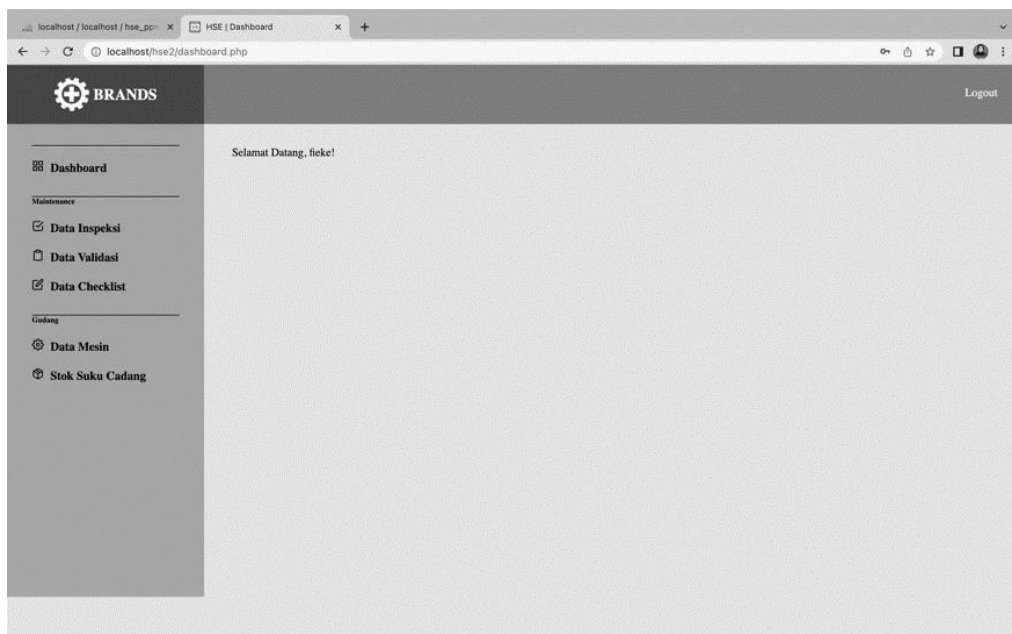 localhost / localhost / hse_pp
HSE | Dashboard
localhost/hse2/dashboard.php
BRANDS
Logout
Selamat Datang, fieke!
Dashboard
Maintenance
Data Inspeksi
Data Validasi
Data Checklist
Gudang
Data Mesin
Stok Suku Cadang